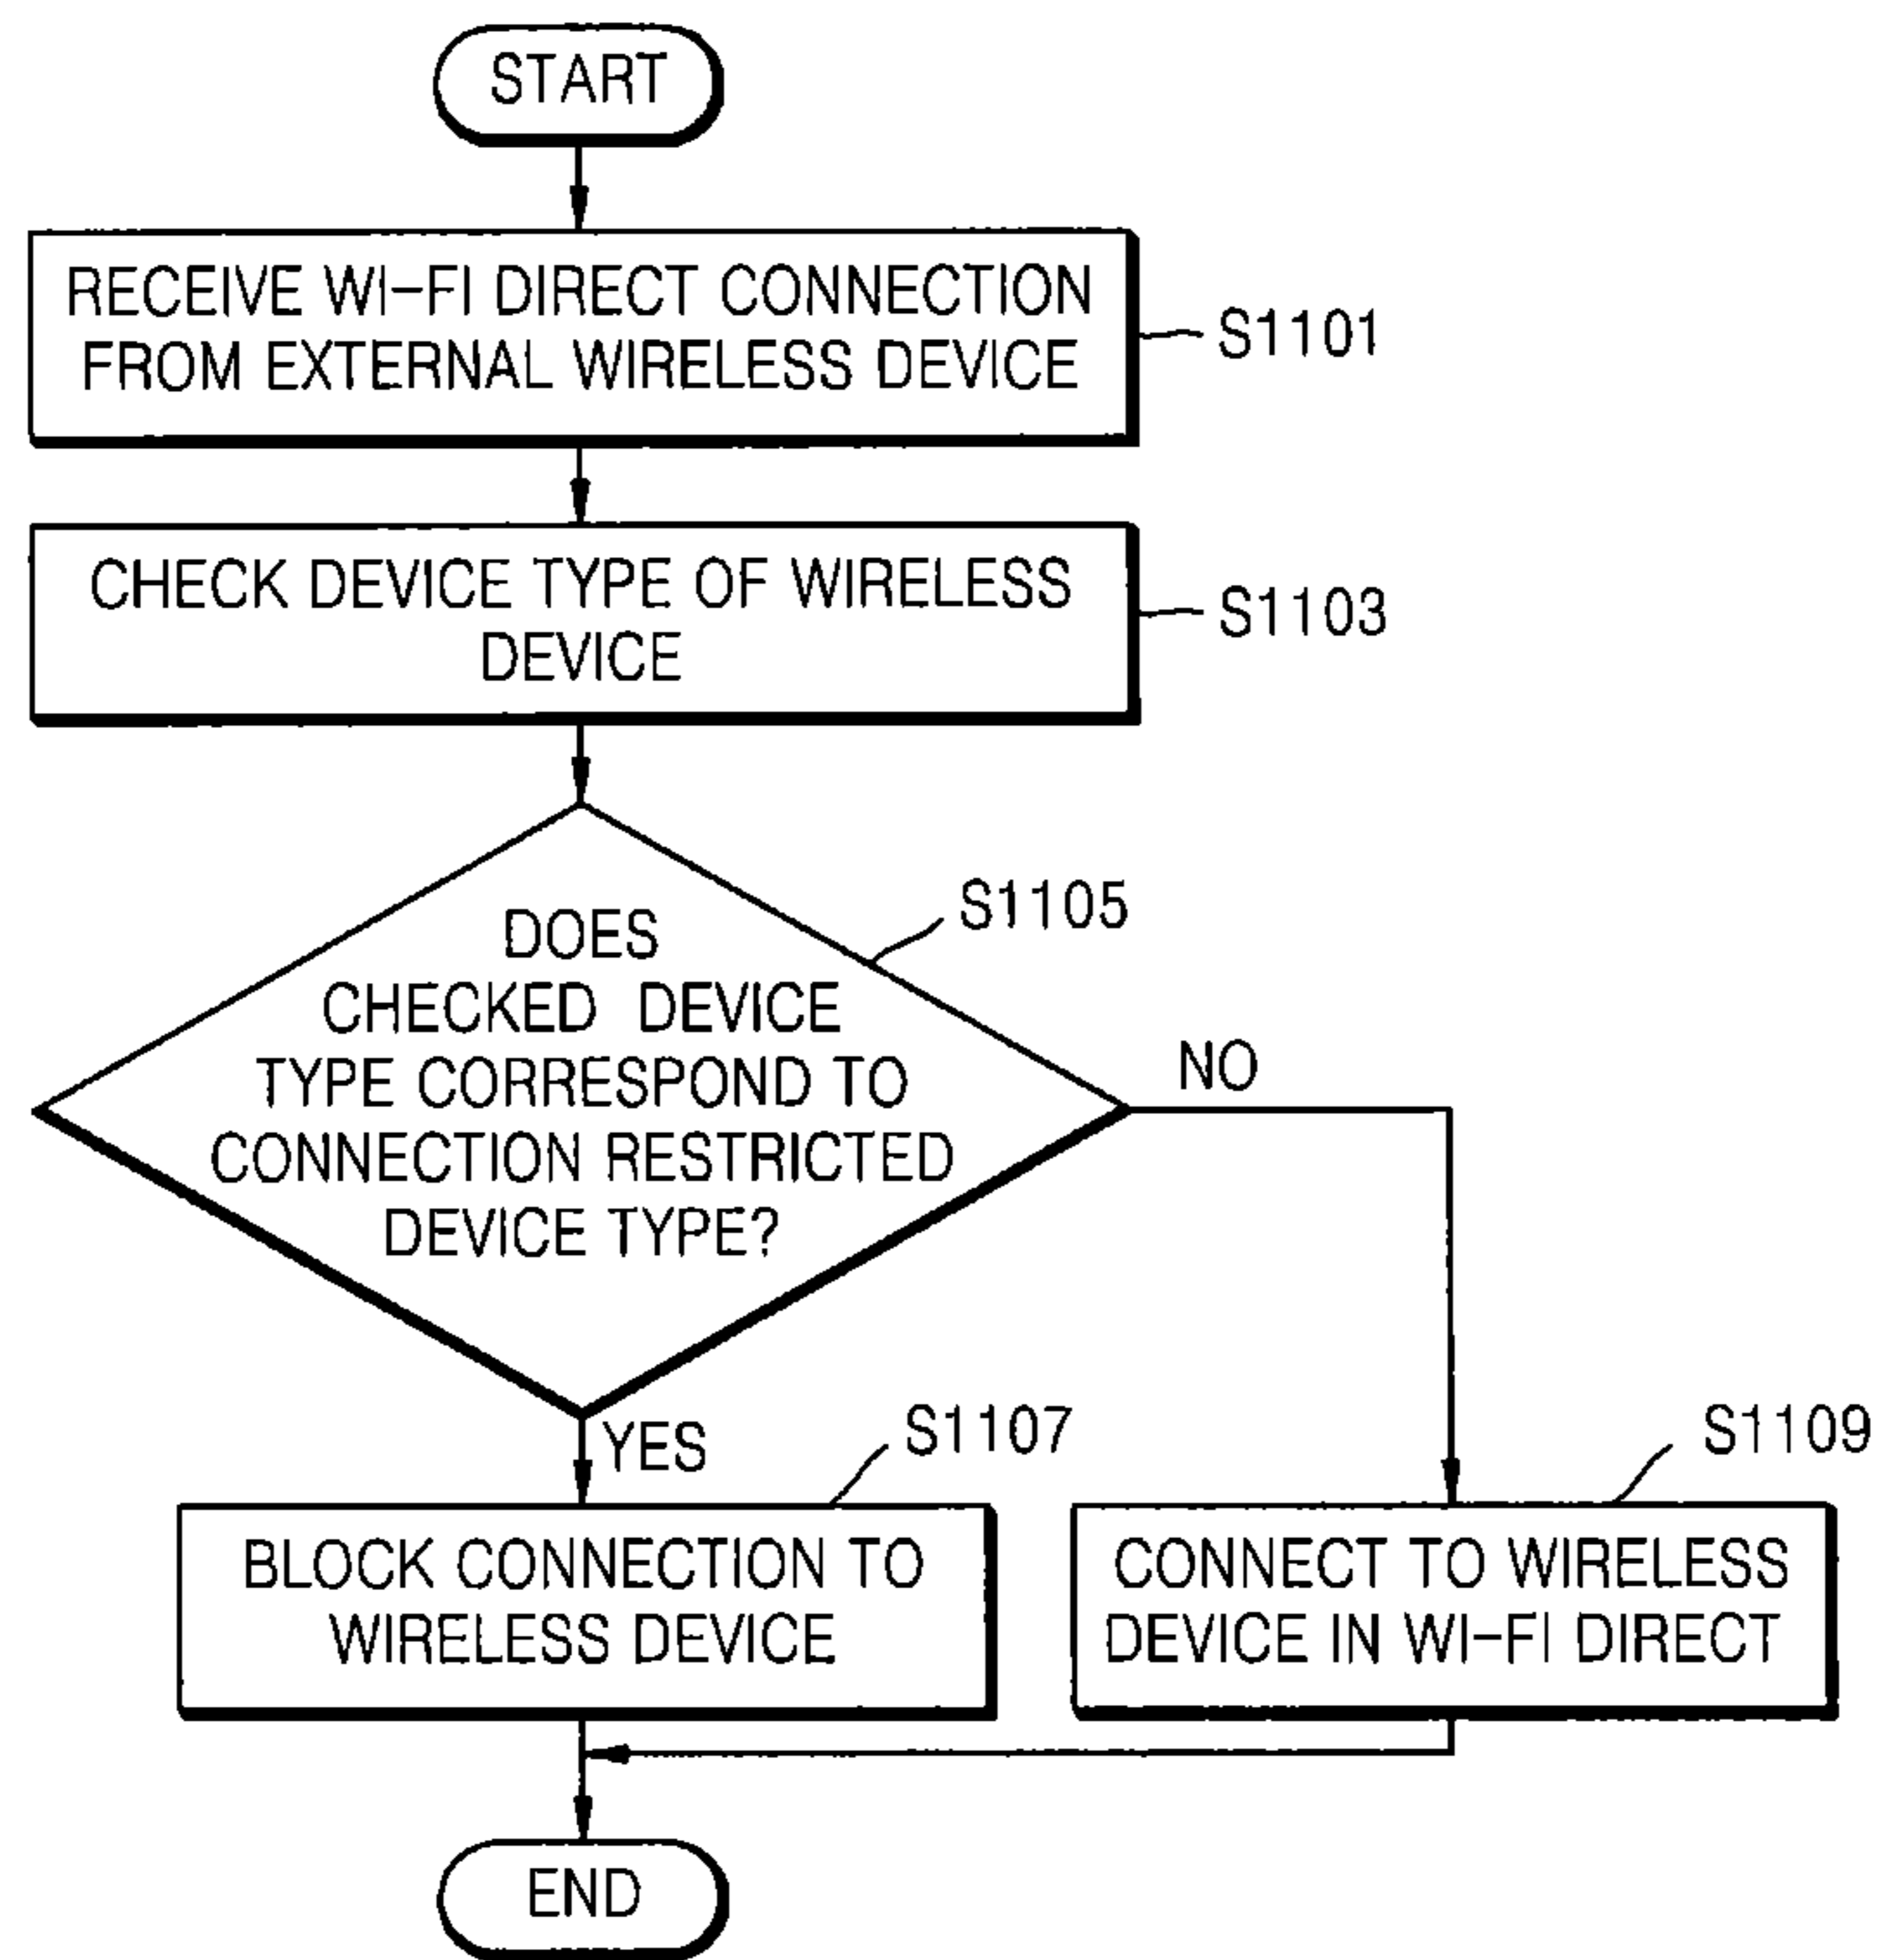 START
RECEIVE WI-FI DIRECT CONNECTION
FROM EXTERNAL WIRELESS DEVICE
S1101
CHECK DEVICE TYPE OF WIRELESS
DEVICE
S1103
S1105
DOES
CHECKED DEVICE
TYPE CORRESPOND TO
CONNECTION RESTRICTED
DEVICE TYPE?
NO
YES
S1107
BLOCK CONNECTION TO
WIRELESS DEVICE
S1109
CONNECT TO WIRELESS
DEVICE IN WI-FI DIRECT
END